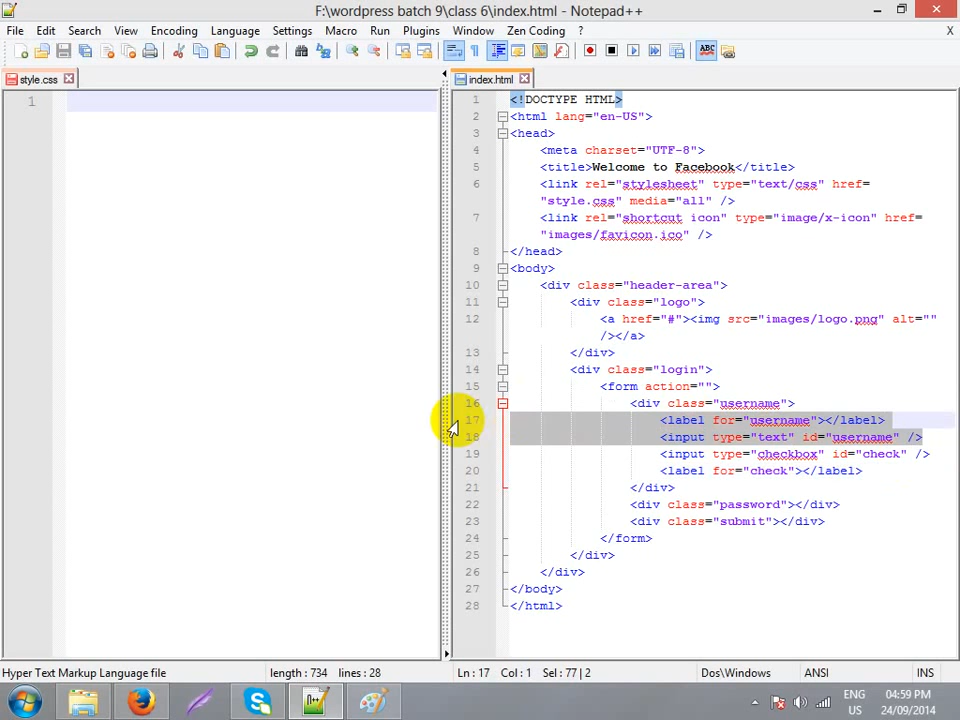 F:\wordpress batch 9\class 6\index.html - Notepad++
File Edit Search View Encoding Language Settings Macro Run Plugins Window Zen Coding ? X
ABC
style.css
index.html
1
1 <!DOCTYPE HTML>
2 <html lang="en-US">
3 <head>
4 <meta charset="UTF-8">
5 <title>Welcome to Facebook</title>
6 <link rel="stylesheet" type="text/css" href=
"style.css" media="all" />
7 <link rel="shortcut icon" type="image/x-icon" href=
"images/favicon.ico" />
8 </head>
9 <body>
10 <div class="header-area">
11 <div class="logo">
12 <a href="#"><img src="images/logo.png" alt=""
/></a>
13 </div>
14 <div class="login">
15 <form action="">
16 <div class="username">
17 <label for="username"></label>
18 <input type="text" id="username" />
19 <input type="checkbox" id="check" />
20 <label for="check"></label>
21 </div>
22 <div class="password"></div>
23 <div class="submit"></div>
24 </form>
25 </div>
26 </div>
27 </body>
28 </html>
Hyper Text Markup Language file length : 734 lines : 28 Ln : 17 Col : 1 Sel : 77 | 2 Dos\Windows ANSI INS
ENG
US
04:59 PM
24/09/2014